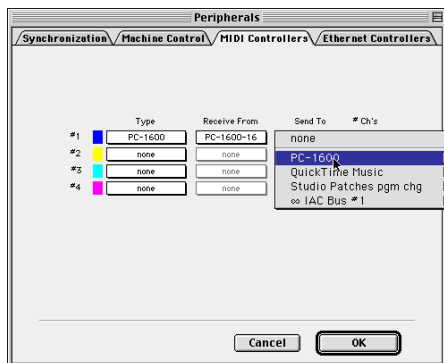 Peripherals
Synchronization Machine Control MIDI Controllers Ethernet Controllers
Type Receive From Send To # Ch's
#1 PC-1600 PC-1600-16 none
#2 none none PC-1600
#3 none none QuickTime Music
#4 none none Studio Patches pgm chg
∞ IAC Bus #1
Cancel OK